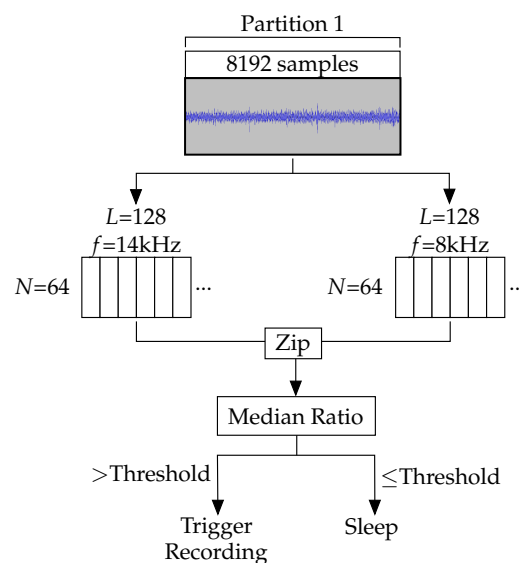 Partition 1
8192 samples
L=128
f=14kHz
L=128
f=8kHz
N=64
...
N=64
..
Zip
Median Ratio
>Threshold
≤Threshold
Trigger
Recording
Sleep